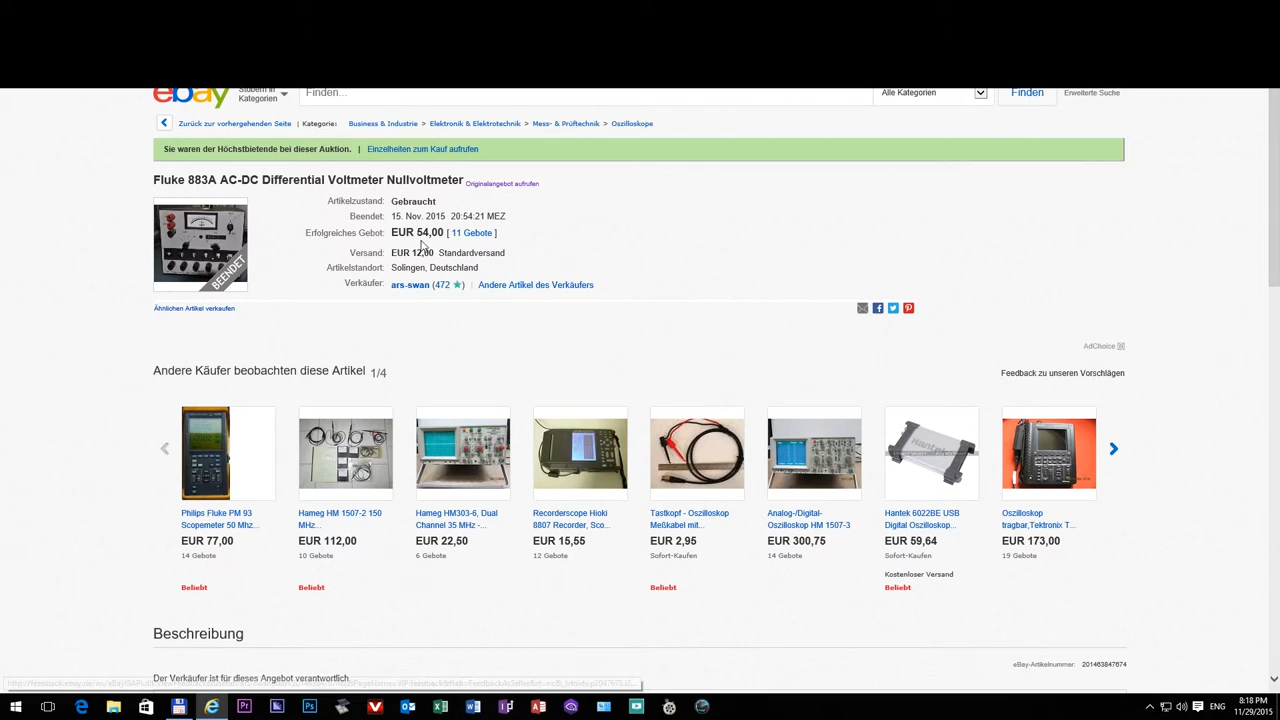 ebay
Stöbern in
Kategorien
Finden...
Alle Kategorien
Finden
Erweiterte Suche
Zurück zur vorhergehenden Seite | Kategorie: Business & Industrie > Elektronik & Elektrotechnik > Mess- & Prüftechnik > Oszilloskope
Sie waren der Höchstbietende bei dieser Auktion. | Einzelheiten zum Kauf aufrufen
Fluke 883A AC-DC Differential Voltmeter Nullvoltmeter Originalangebot aufrufen
BEENDET
Artikelzustand: Gebraucht
Beendet: 15. Nov. 2015 20:54:21 MEZ
Erfolgreiches Gebot: EUR 54,00 [ 11 Gebote ]
Versand: EUR 12,00 Standardversand
Artikelstandort: Solingen, Deutschland
Verkäufer: ars-swan (472 ) | Andere Artikel des Verkäufers
Ähnlichen Artikel verkaufen
AdChoice
Andere Käufer beobachten diese Artikel 1/4
Feedback zu unseren Vorschlägen
Philips Fluke PM 93
Scopemeter 50 Mhz...
EUR 77,00
14 Gebote
Beliebt
Hameg HM 1507-2 150
MHz...
EUR 112,00
10 Gebote
Beliebt
Hameg HM303-6, Dual
Channel 35 MHz -...
EUR 22,50
6 Gebote
Recorderscope Hioki
8807 Recorder, Sco...
EUR 15,55
12 Gebote
Tastkopf - Oszilloskop
Meßkabel mit...
EUR 2,95
Sofort-Kaufen
Beliebt
Analog-/Digital-
Oszilloskop HM 1507-3
EUR 300,75
14 Gebote
Hantek 6022BE USB
Digital Oszilloskop...
EUR 59,64
Sofort-Kaufen
Kostenloser Versand
Beliebt
Oszilloskop
tragbar,Tektronix T...
EUR 173,00
19 Gebote
Beschreibung
eBay-Artikelnummer: 201463847674
Der Verkäufer ist für dieses Angebot verantwortlich.
ENG
8:18 PM
11/29/2015